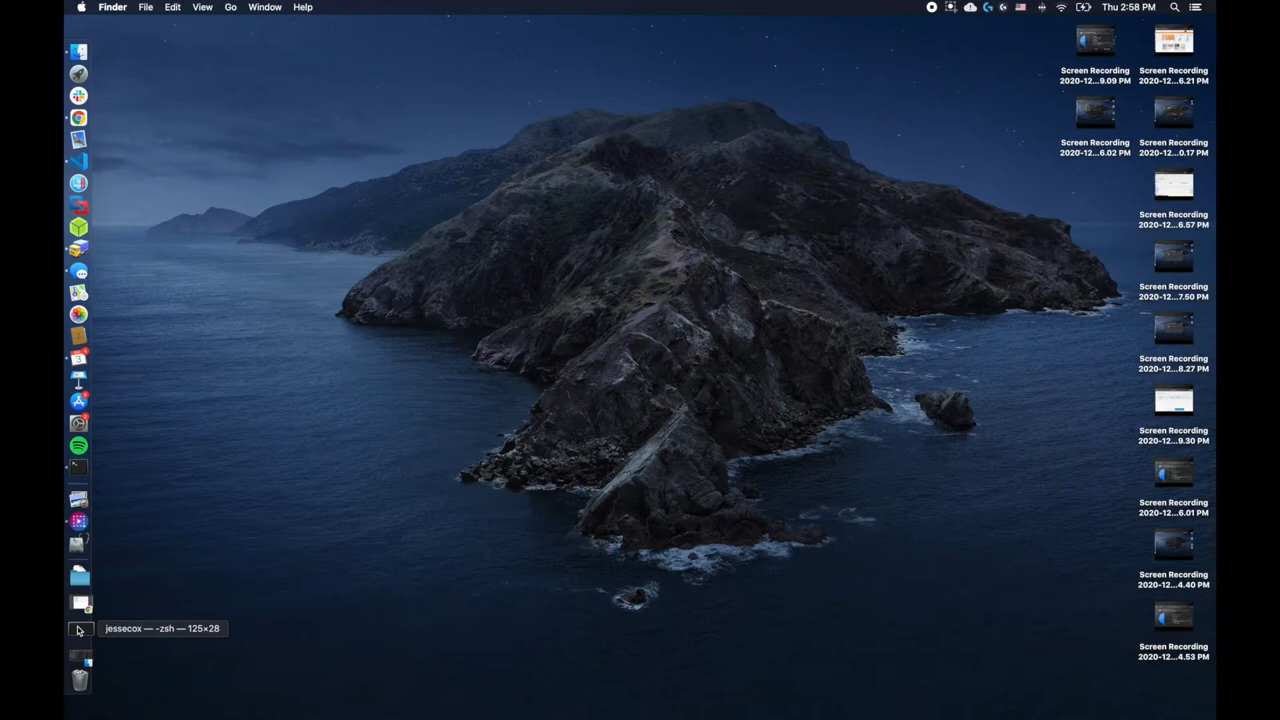 Finder File Edit View Go Window Help
Thu 2:58 PM
Screen Recording
2020-12...9.09 PM
Screen Recording
2020-12...6.21 PM
Screen Recording
2020-12...6.02 PM
Screen Recording
2020-12...0.17 PM
Screen Recording
2020-12...6.57 PM
Screen Recording
2020-12...7.50 PM
Screen Recording
2020-12...8.27 PM
Screen Recording
2020-12...9.30 PM
Screen Recording
2020-12...6.01 PM
Screen Recording
2020-12...4.40 PM
Screen Recording
2020-12...4.53 PM
3
jessecox — -zsh — 125×28